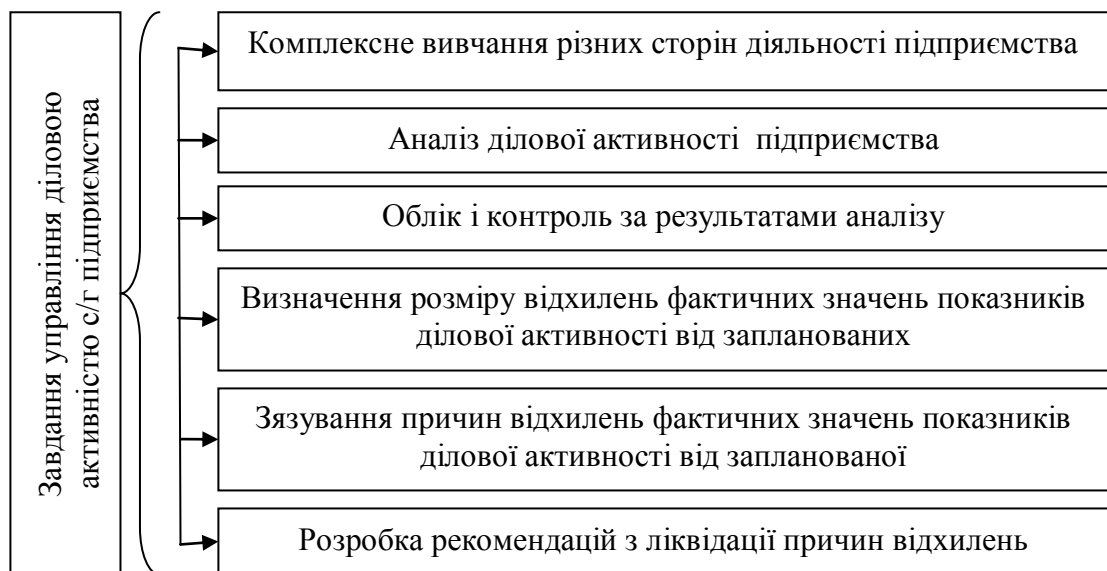 Завдання управління діловою
активністю с/г підприємства
Комплексне вивчання різних сторін діяльності підприємства
Аналіз ділової активності підприємства
Облік і контроль за результатами аналізу
Визначення розміру відхилень фактичних значень показників
ділової активності від запланованих
Зязування причин відхилень фактичних значень показників
ділової активності від запланованої
Розробка рекомендацій з ліквідації причин відхилень